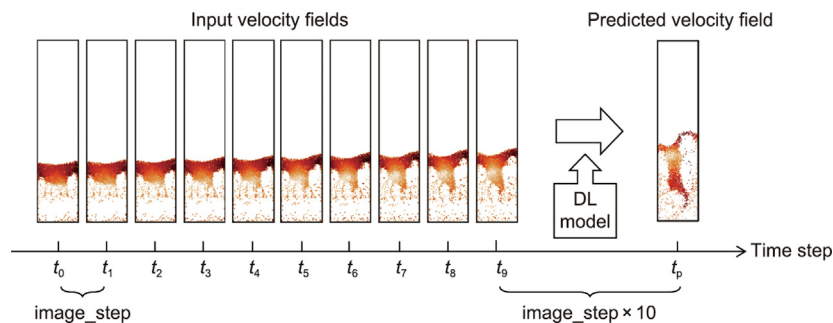 Input velocity fields
Predicted velocity field
DL
model
t₀ t₁ t₂ t₃ t₄ t₅ t₆ t₇ t₈ t₉ tₚ
Time step
image_step
image_step × 10